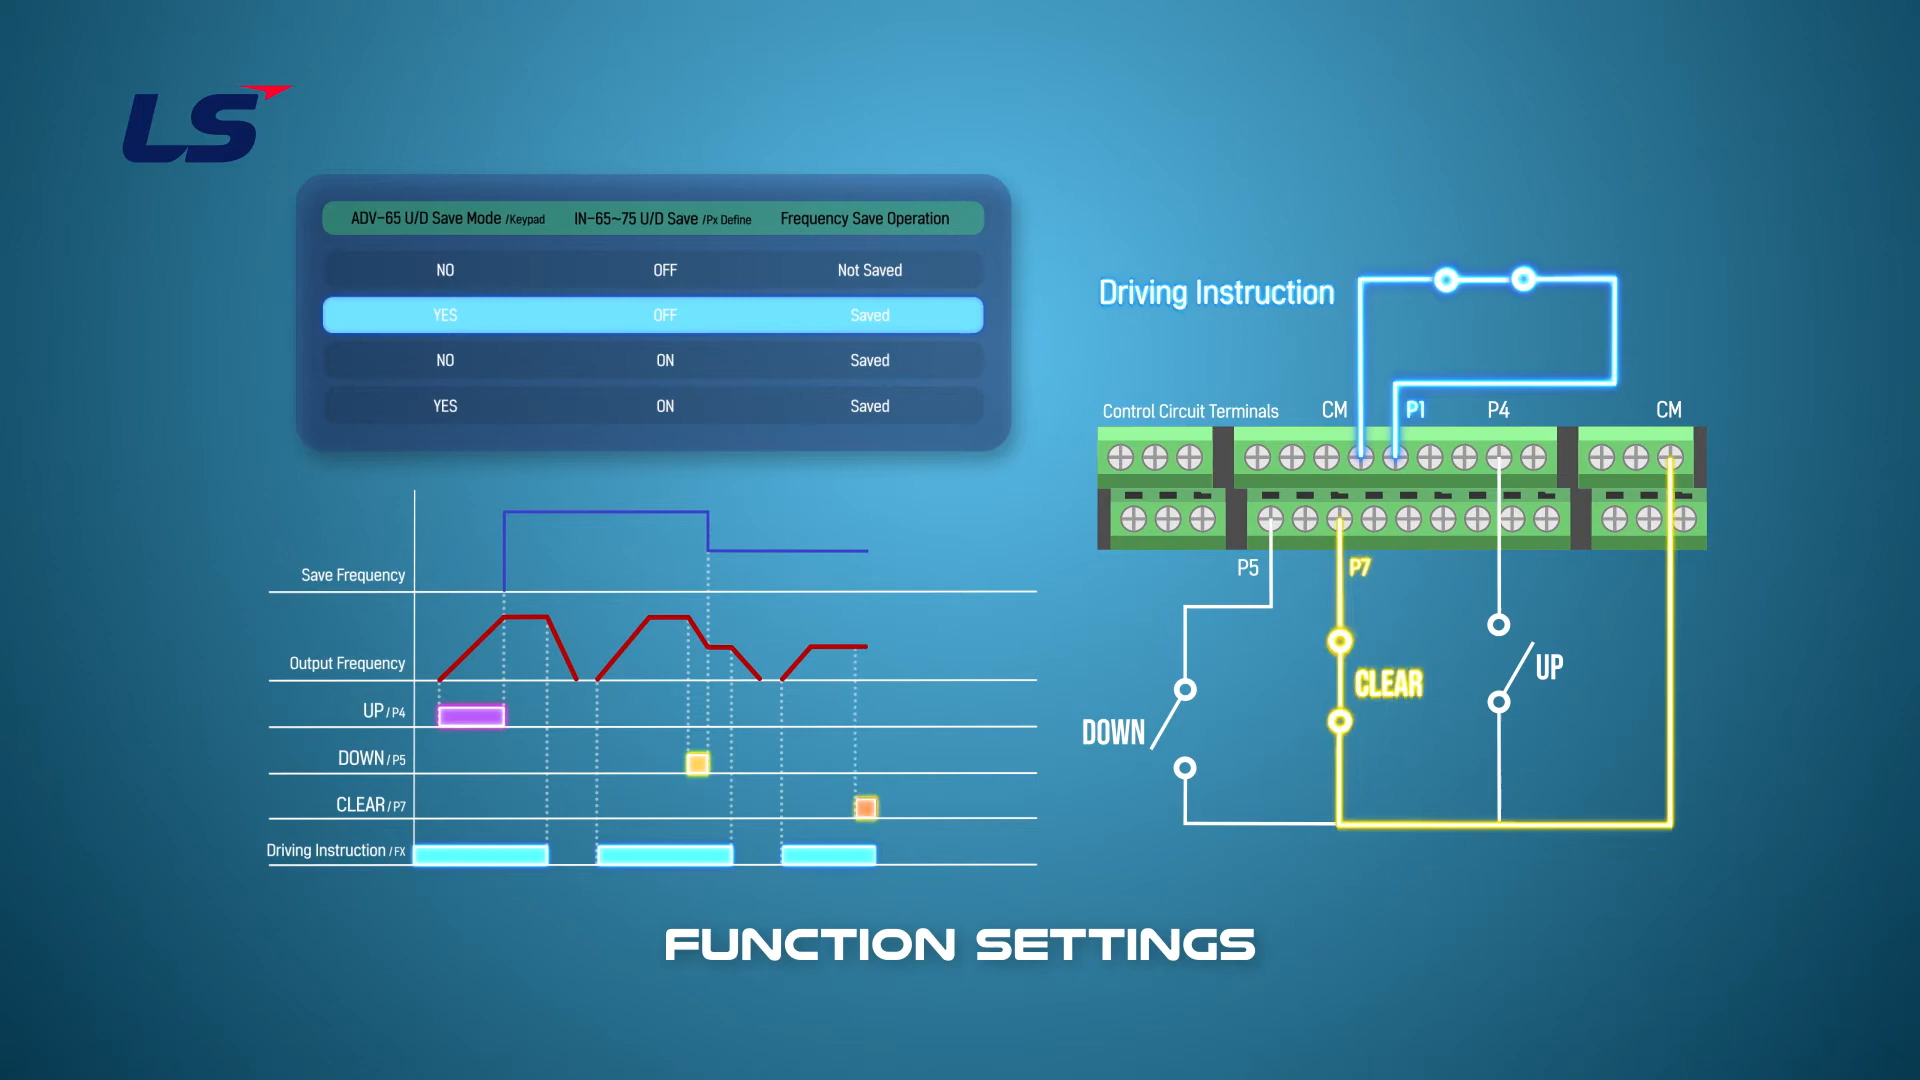 LS
ADV-65 U/D Save Mode /Keypad IN-65~75 U/D Save /Px Define Frequency Save Operation
NO OFF Not Saved
YES OFF Saved
NO ON Saved
YES ON Saved
Driving Instruction
Control Circuit Terminals CM P1 P4 CM
P5 P7
DOWN
CLEAR
UP
Save Frequency
Output Frequency
UP / P4
DOWN / P5
CLEAR / P7
Driving Instruction / FX
FUNCTION SETTINGS